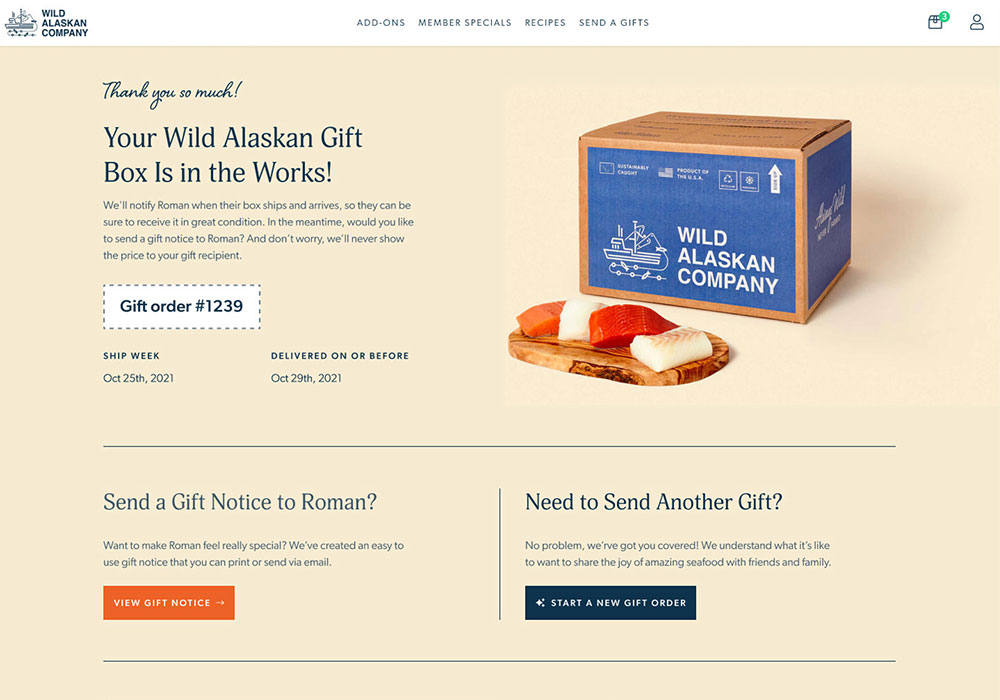 WILD
ALASKAN
COMPANY
ADD-ONS MEMBER SPECIALS RECIPES SEND A GIFTS
3
Thank you so much!
Your Wild Alaskan Gift
Box Is in the Works!
We'll notify Roman when their box ships and arrives, so they can be
sure to receive it in great condition. In the meantime, would you like
to send a gift notice to Roman? And don't worry, we'll never show
the price to your gift recipient.
Gift order #1239
SHIP WEEK
Oct 25th, 2021
DELIVERED ON OR BEFORE
Oct 29th, 2021
SUSTAINABLY
CAUGHT
PRODUCT OF
THE U.S.A.
WILD
ALASKAN
COMPANY
Send a Gift Notice to Roman?
Want to make Roman feel really special? We've created an easy to
use gift notice that you can print or send via email.
VIEW GIFT NOTICE →
Need to Send Another Gift?
No problem, we'rve got you covered! We understand what it's like
to want to share the joy of amazing seafood with friends and family.
START A NEW GIFT ORDER